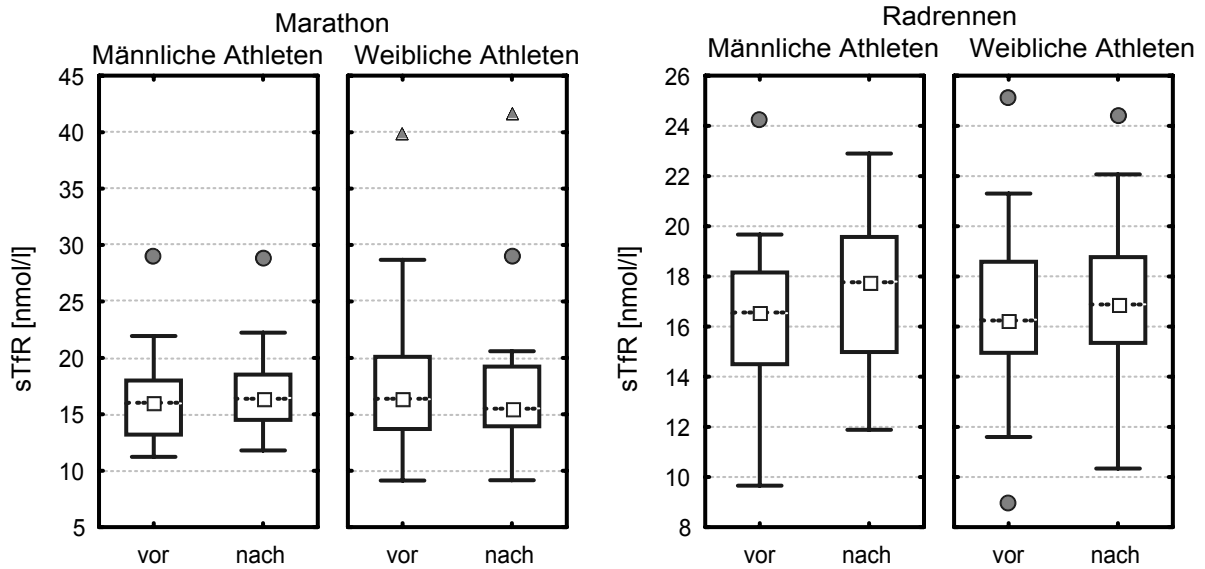 Marathon
Männliche Athleten Weibliche Athleten
sTfR [nmol/l]
45
40
35
30
25
20
15
10
5
vor nach vor nach
Radrennen
Männliche Athleten Weibliche Athleten
sTfR [nmol/l]
26
24
22
20
18
16
14
12
10
8
vor nach vor nach